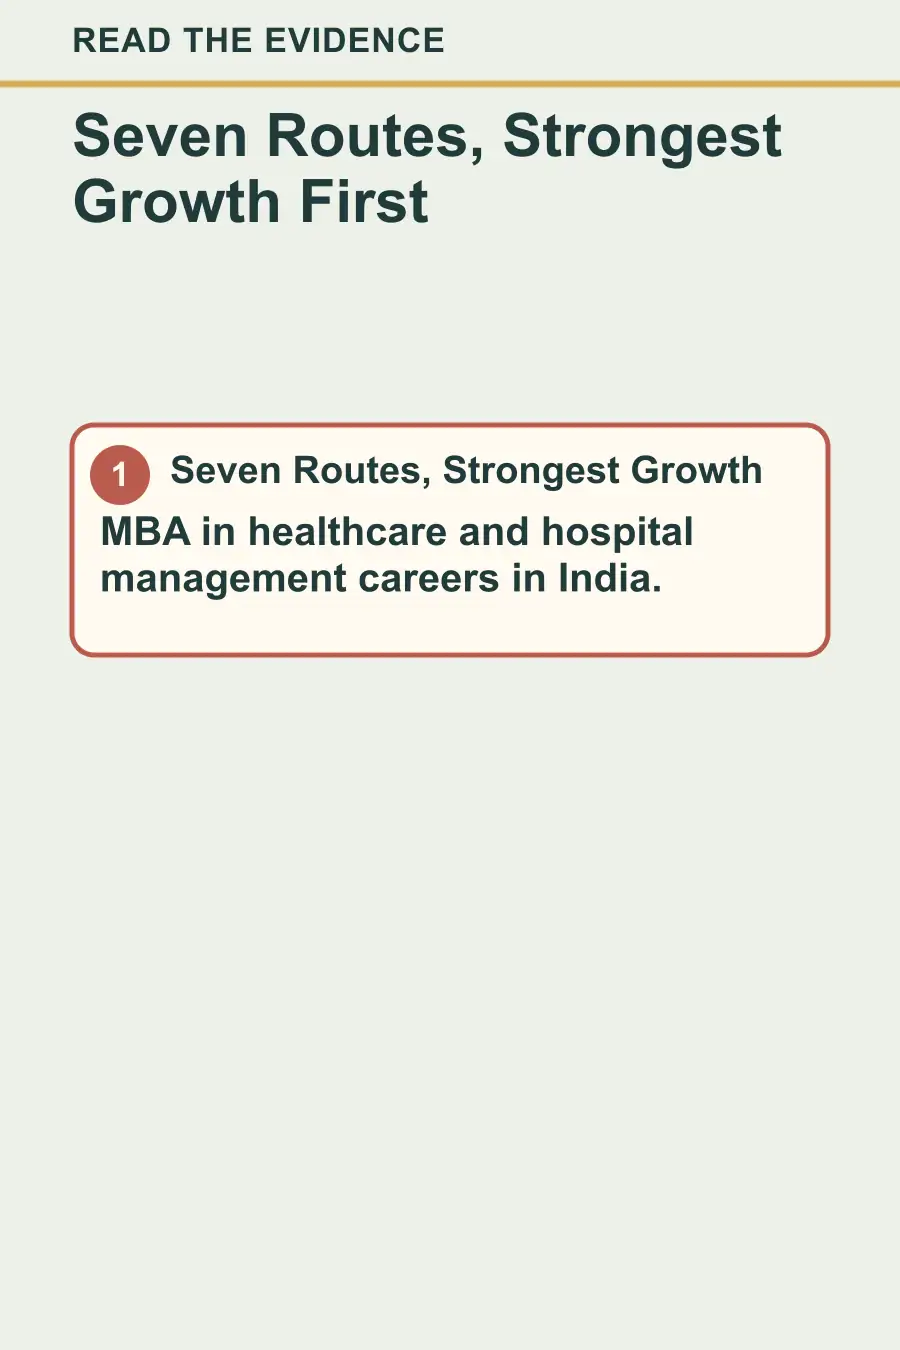 READ THE EVIDENCE
Seven Routes, Strongest
Growth First
1 Seven Routes, Strongest Growth
MBA in healthcare and hospital
management careers in India.